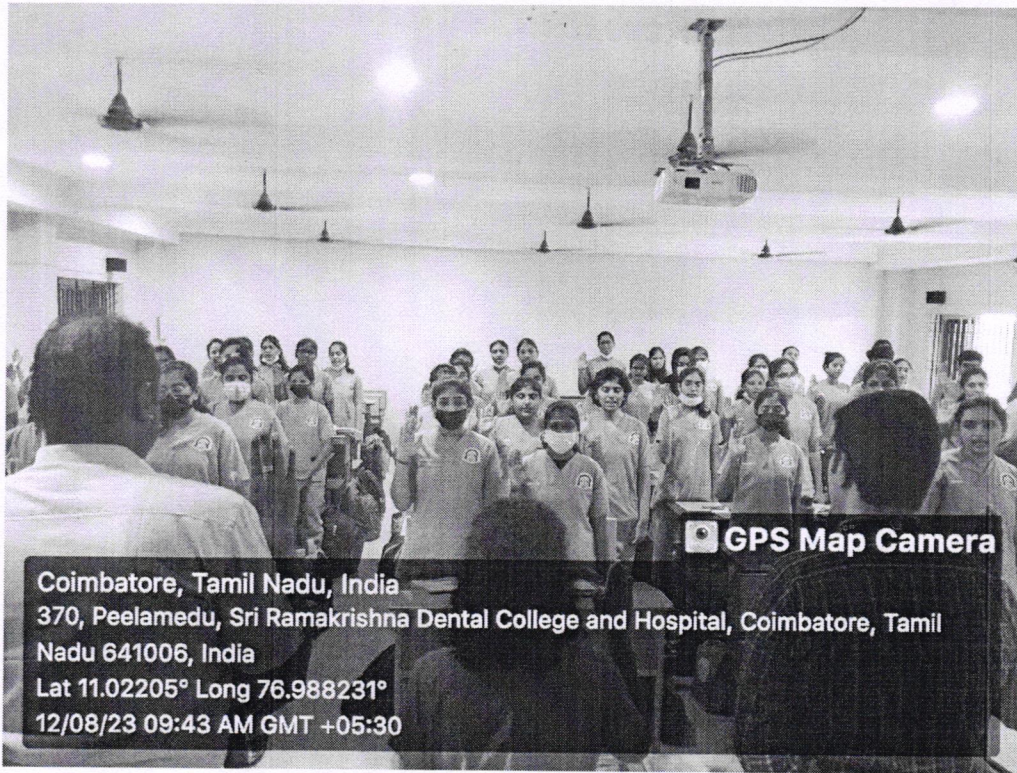 GPS Map Camera
Coimbatore, Tamil Nadu, India
370, Peelamedu, Sri Ramakrishna Dental College and Hospital, Coimbatore, Tamil
Nadu 641006, India
Lat 11.02205° Long 76.988231°
12/08/23 09:43 AM GMT +05:30